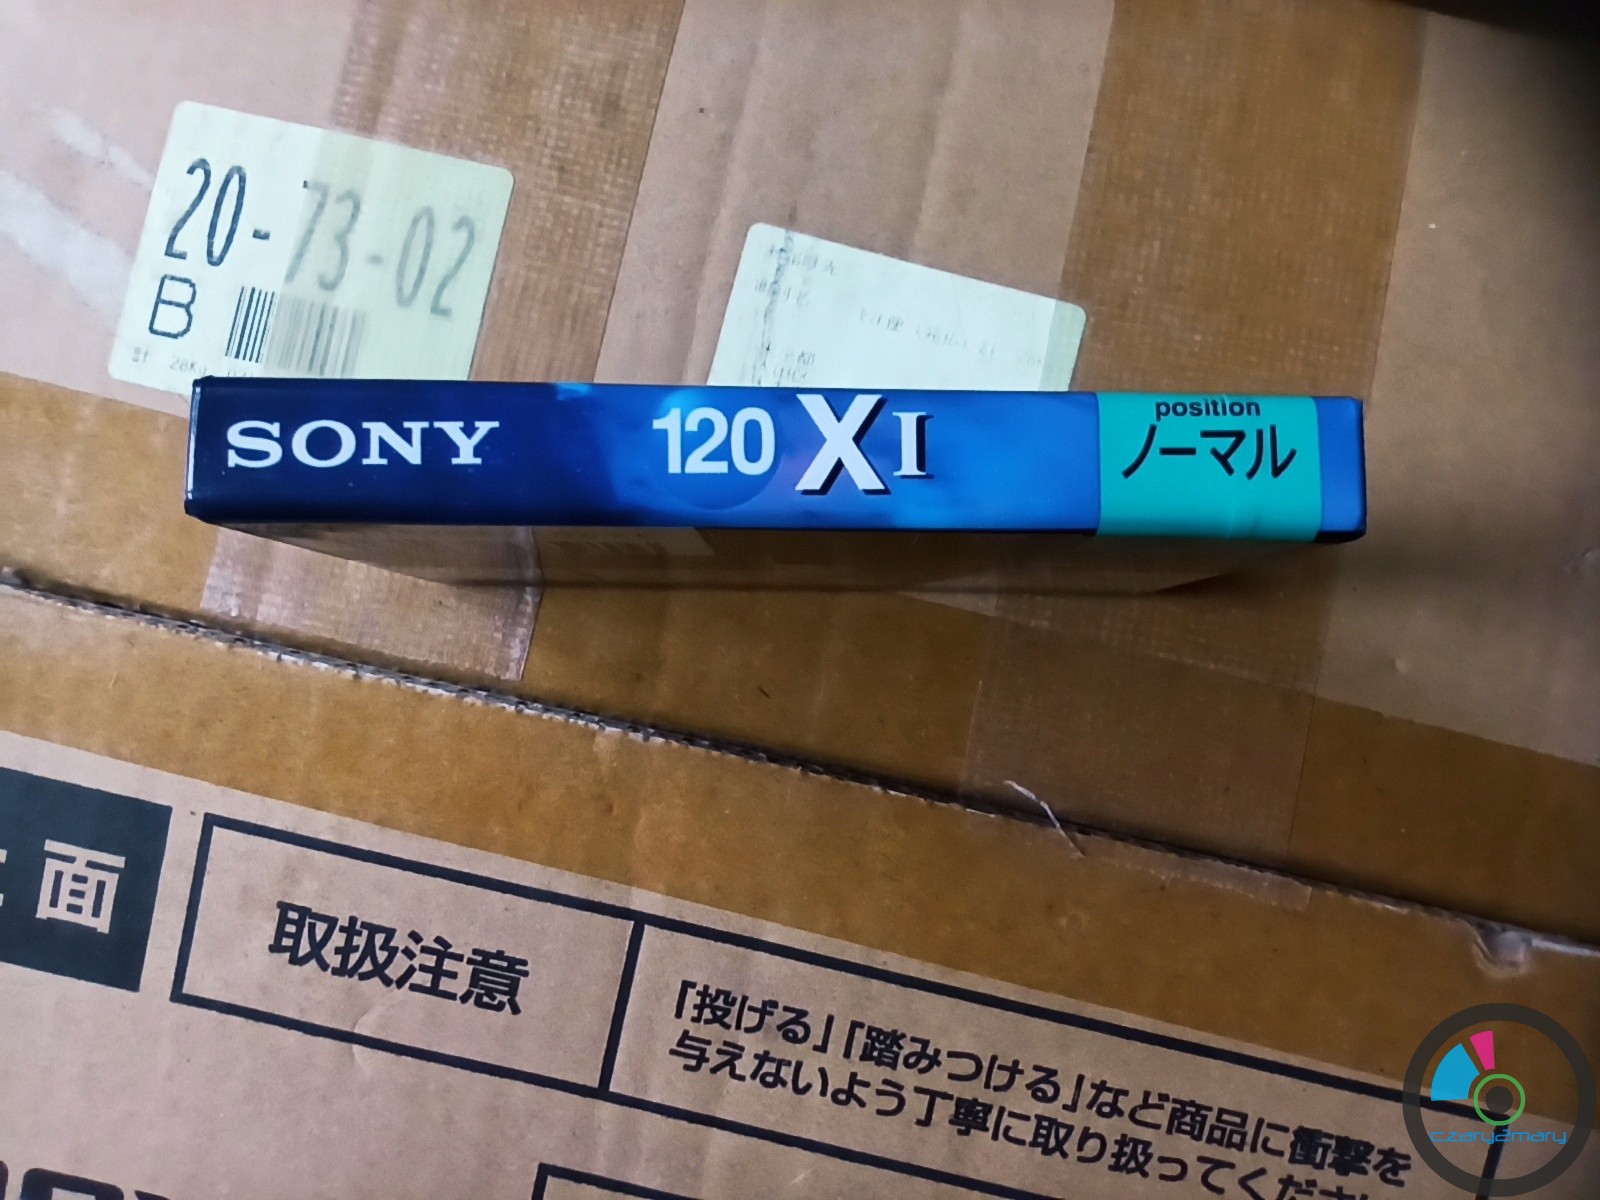 20-73-02
B
SONY 120 XI position
ノーマル
面
取扱注意
「投げる」「踏みつける」など商品に衝撃を
与えないよう丁寧に取り扱ってくださ
czary2mary